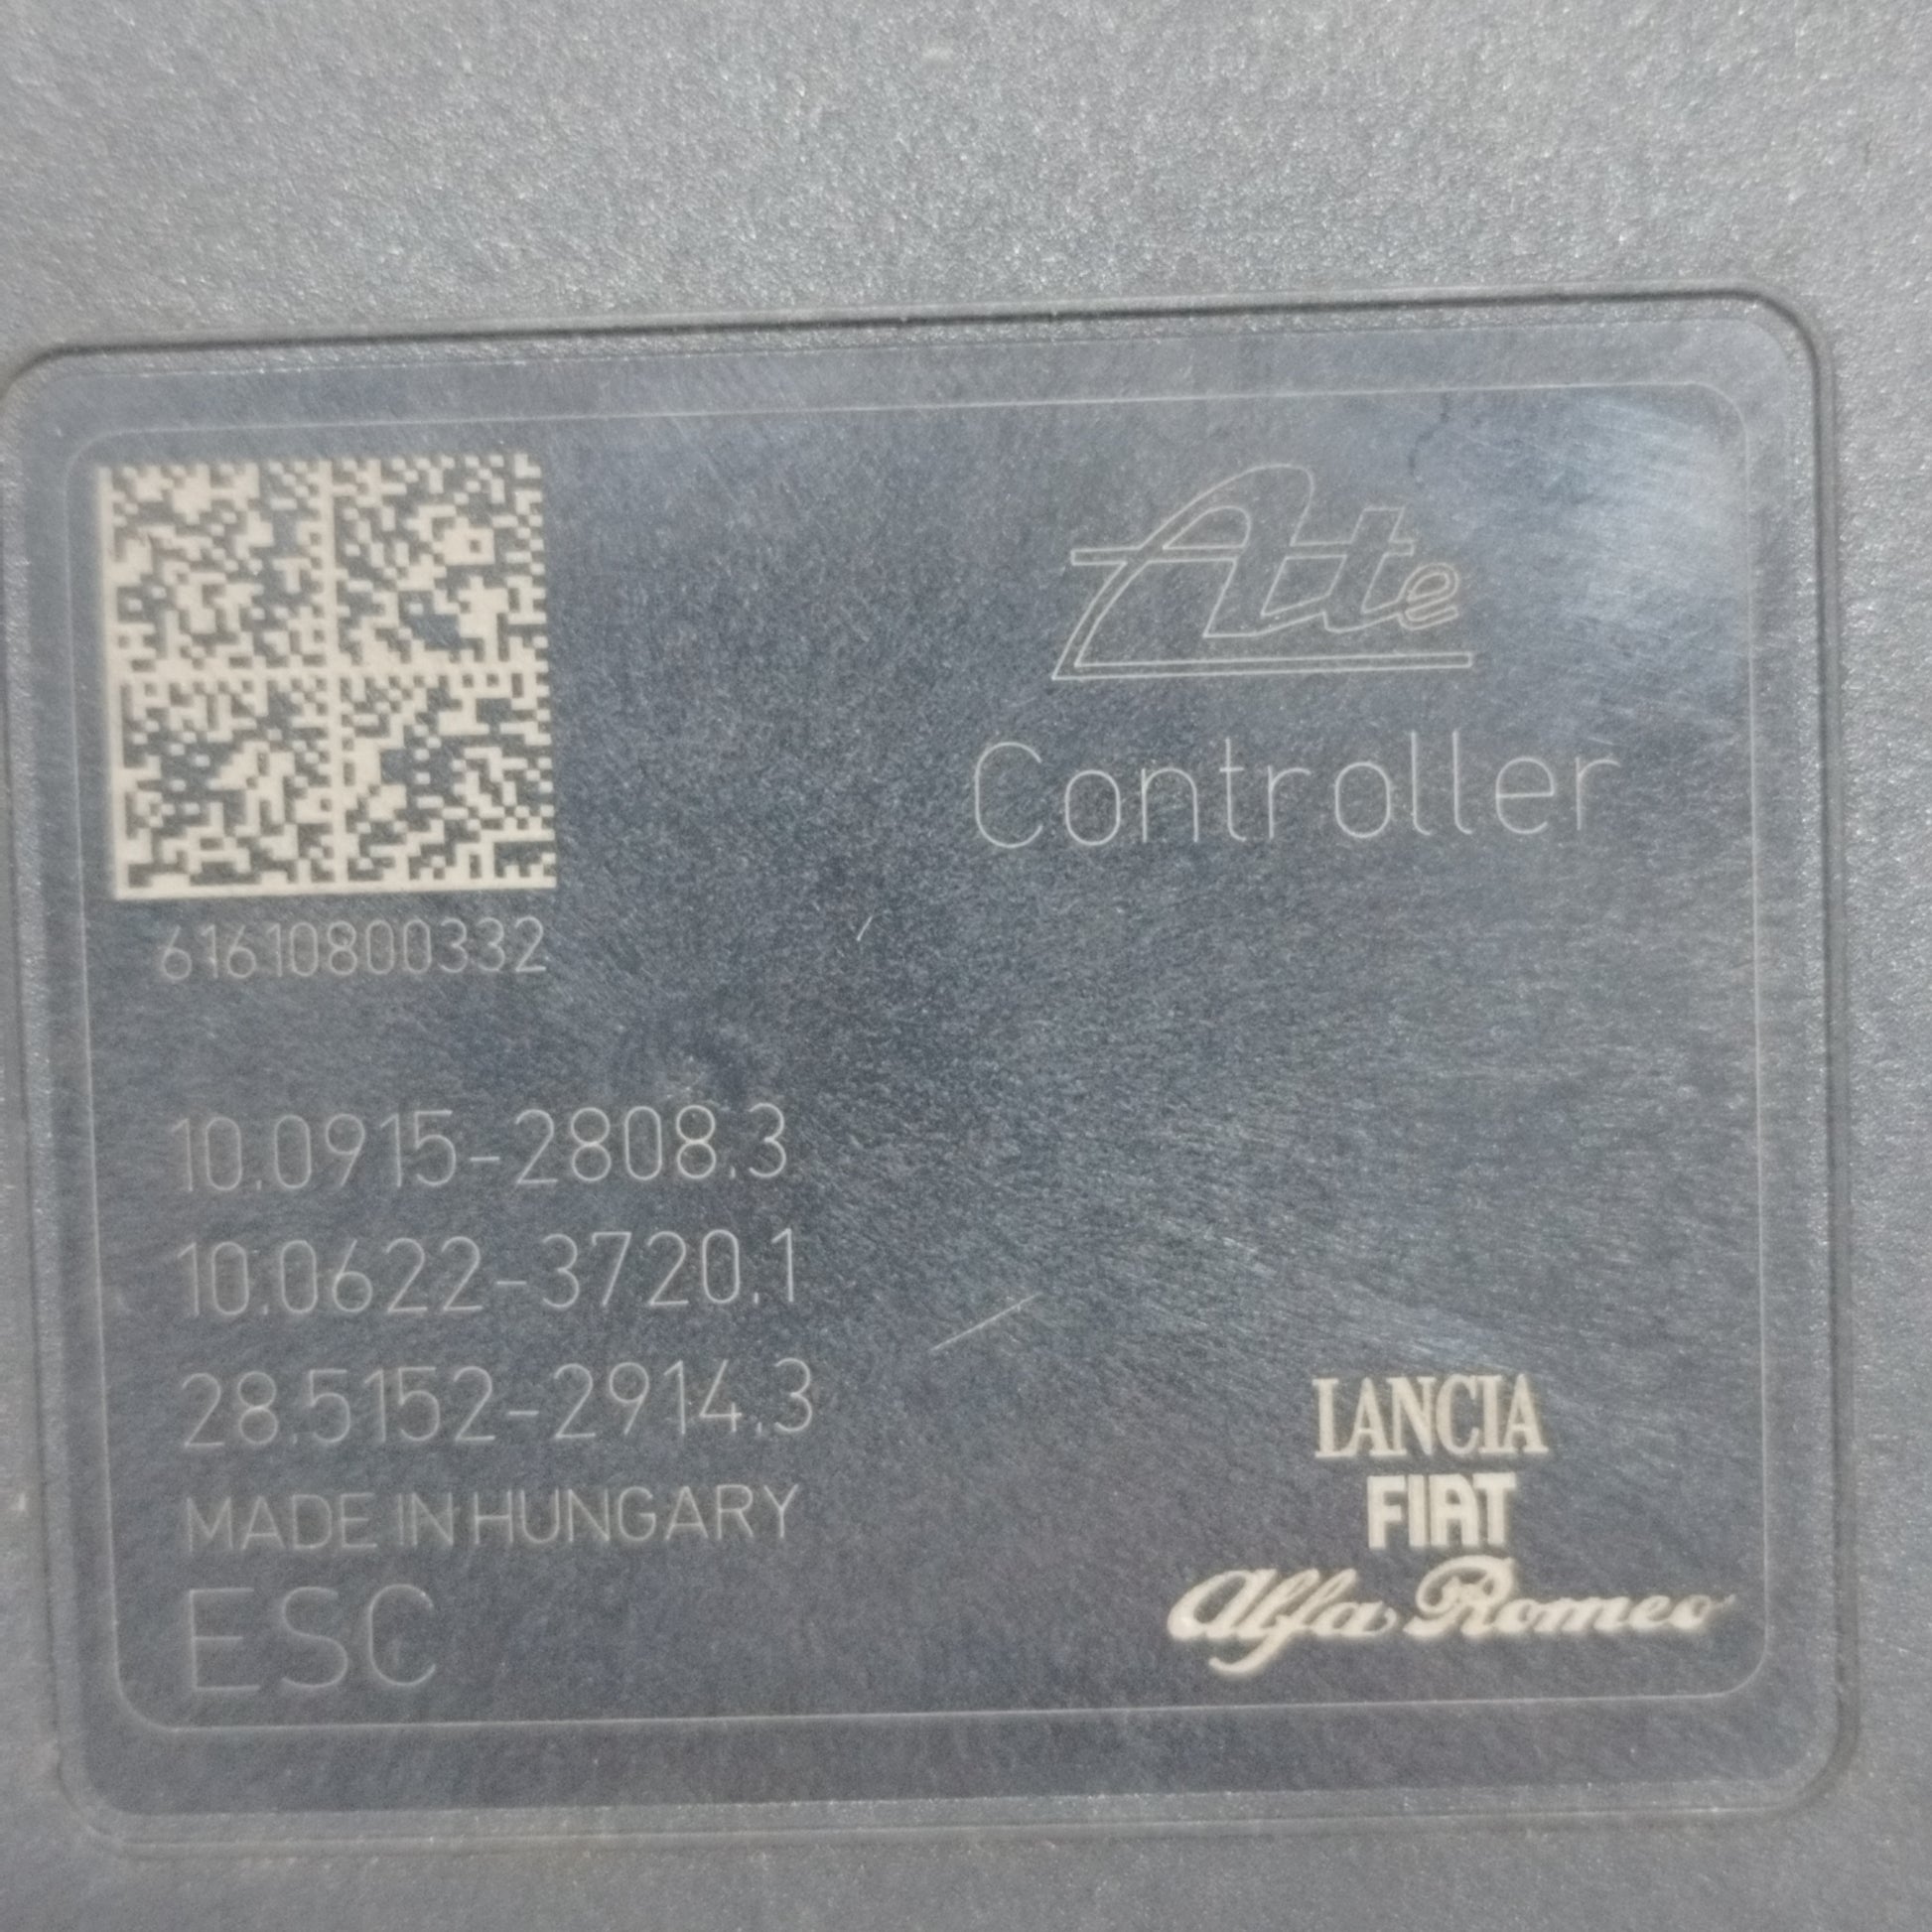 Ate
Controller
61610800332
10.0915-2808.3
10.0622-3720.1
28.5152-2914.3
MADE IN HUNGARY
ESC
LANCIA
FIAT
Alfa Romeo